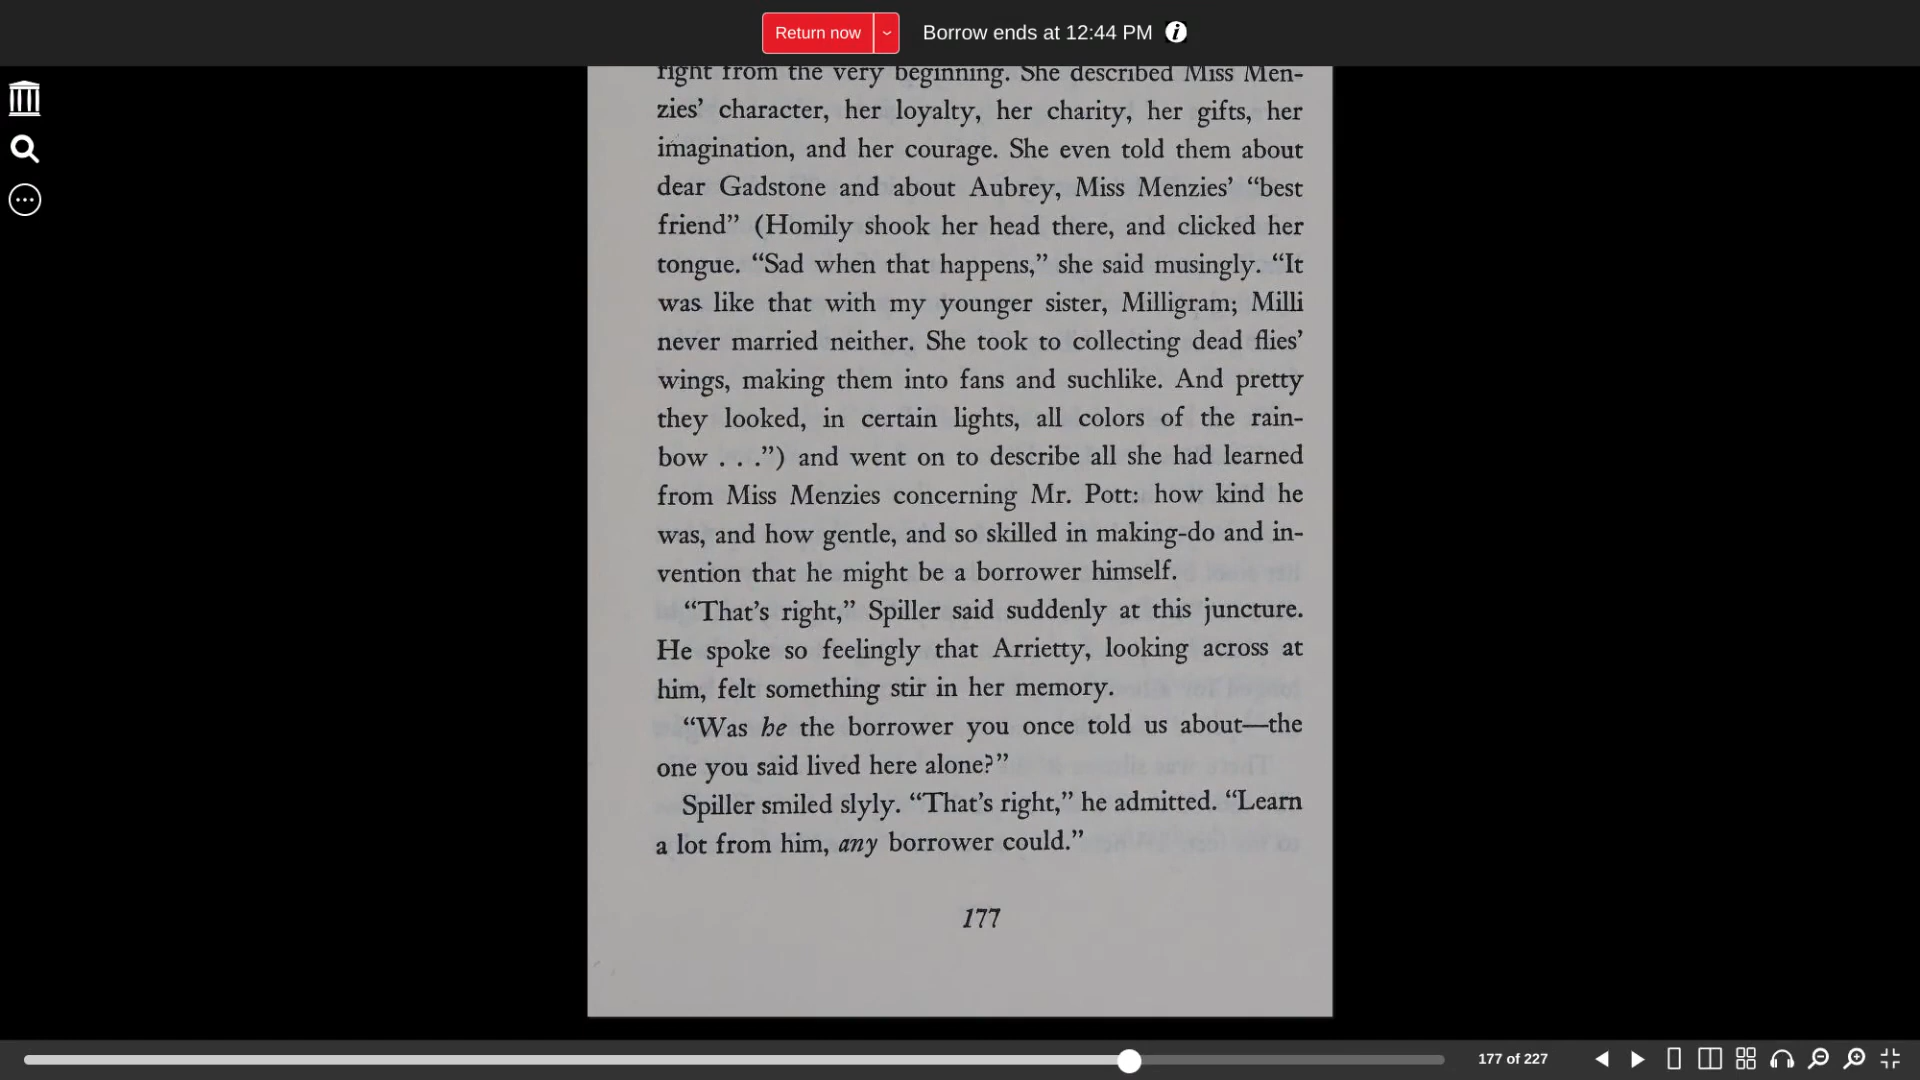 Return now
Borrow ends at 12:44 PM
right from the very beginning. She described Miss Men-
zies’ character, her loyalty, her charity, her gifts, her
imagination, and her courage. She even told them about
dear Gadstone and about Aubrey, Miss Menzies’ “best
friend” (Homily shook her head there, and clicked her
tongue. “Sad when that happens,” she said musingly. “It
was like that with my younger sister, Milligram; Milli
never married neither. She took to collecting dead flies’
wings, making them into fans and suchlike. And pretty
they looked, in certain lights, all colors of the rain-
bow . . .”) and went on to describe all she had learned
from Miss Menzies concerning Mr. Pott: how kind he
was, and how gentle, and so skilled in making-do and in-
vention that he might be a borrower himself.
“That’s right,” Spiller said suddenly at this juncture.
He spoke so feelingly that Arrietty, looking across at
him, felt something stir in her memory.
“Was he the borrower you once told us about—the
one you said lived here alone?”
Spiller smiled slyly. “That’s right,” he admitted. “Learn
a lot from him, any borrower could.”
177
177 of 227